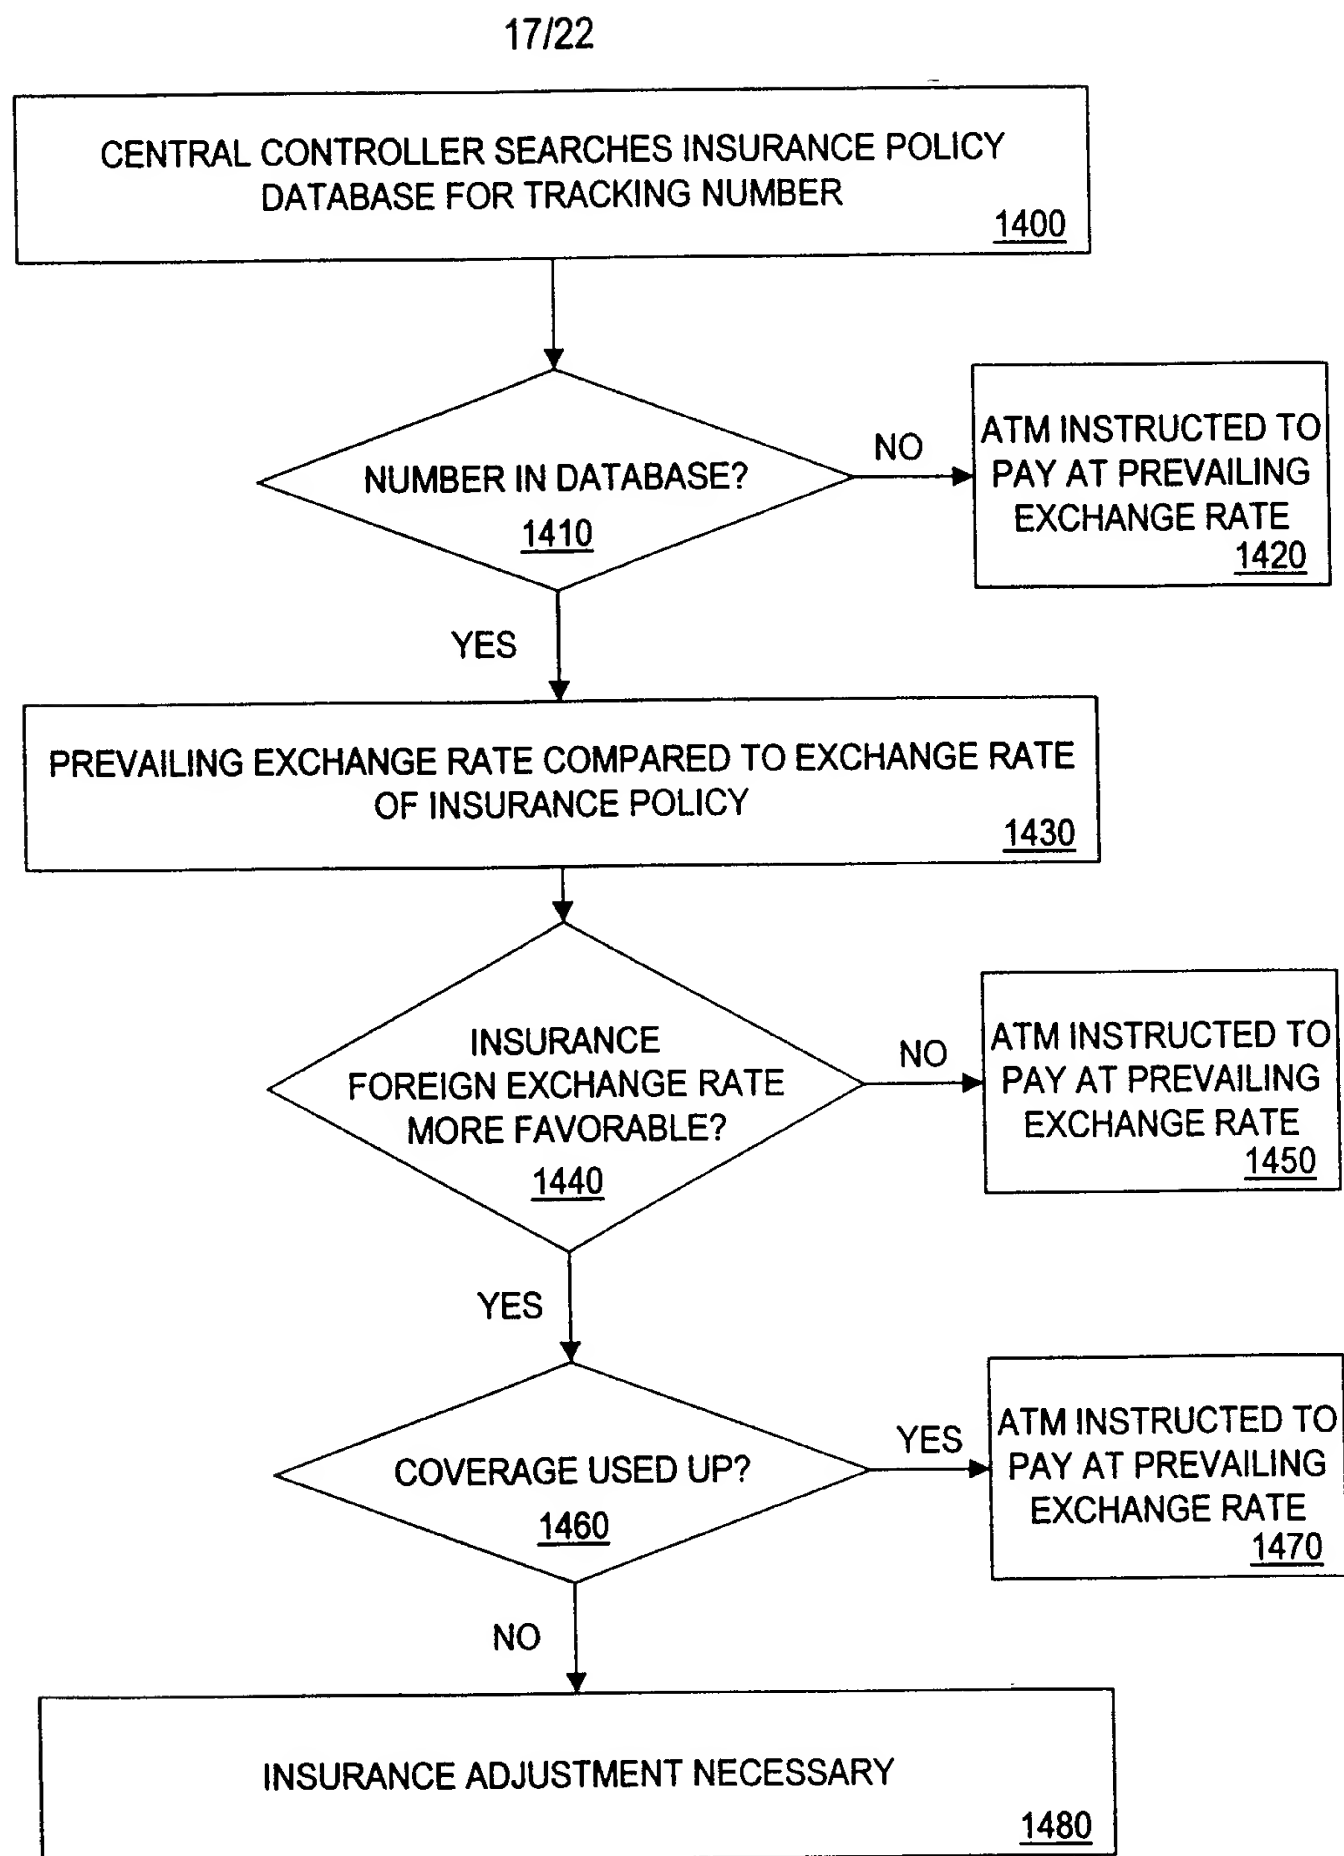 17/22
CENTRAL CONTROLLER SEARCHES INSURANCE POLICY
DATABASE FOR TRACKING NUMBER
1400
NUMBER IN DATABASE?
1410
NO
ATM INSTRUCTED TO
PAY AT PREVAILING
EXCHANGE RATE
1420
YES
PREVAILING EXCHANGE RATE COMPARED TO EXCHANGE RATE
OF INSURANCE POLICY
1430
INSURANCE
FOREIGN EXCHANGE RATE
MORE FAVORABLE?
1440
NO
ATM INSTRUCTED TO
PAY AT PREVAILING
EXCHANGE RATE
1450
YES
COVERAGE USED UP?
1460
YES
ATM INSTRUCTED TO
PAY AT PREVAILING
EXCHANGE RATE
1470
NO
INSURANCE ADJUSTMENT NECESSARY
1480